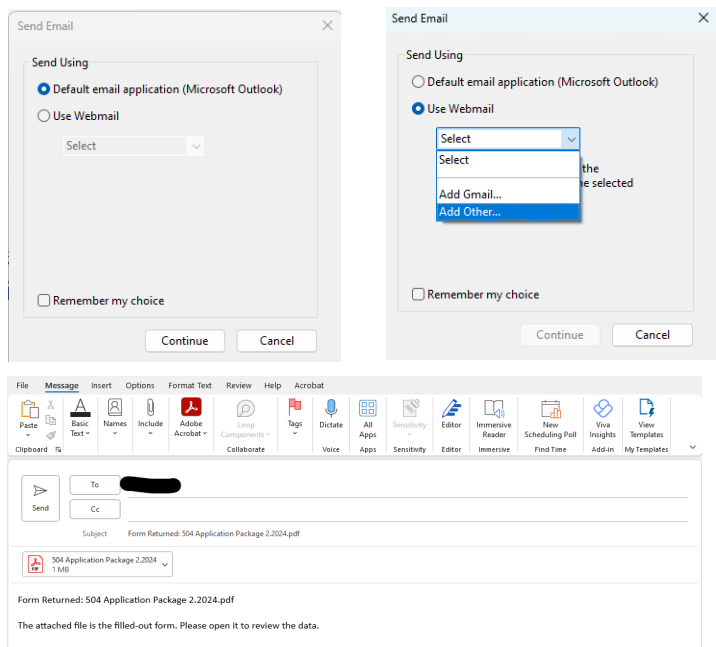 Send Email
Send Using
Default email application (Microsoft Outlook)
Use Webmail
Select
Remember my choice
Continue
Cancel
Send Email
Send Using
Default email application (Microsoft Outlook)
Use Webmail
Select
Select
the
e selected
Add Gmail...
Add Other...
Remember my choice
Continue
Cancel
File Message Insert Options Format Text Review Help Acrobat
Paste
Basic Text
Names
Include
Adobe Acrobat
Loop Components
Tags
Dictate
All Apps
Sensitivity
Editor
Immersive Reader
New Scheduling Poll
Viva Insights
View Templates
Clipboard Collaborate Voice Apps Sensitivity Editor Immersive Find Time Add-in My Templates
Send
To
Cc
Subject Form Returned: 504 Application Package 2.2024.pdf
PDF
504 Application Package 2.2024
1 MB
Form Returned: 504 Application Package 2.2024.pdf
The attached file is the filled-out form. Please open it to review the data.